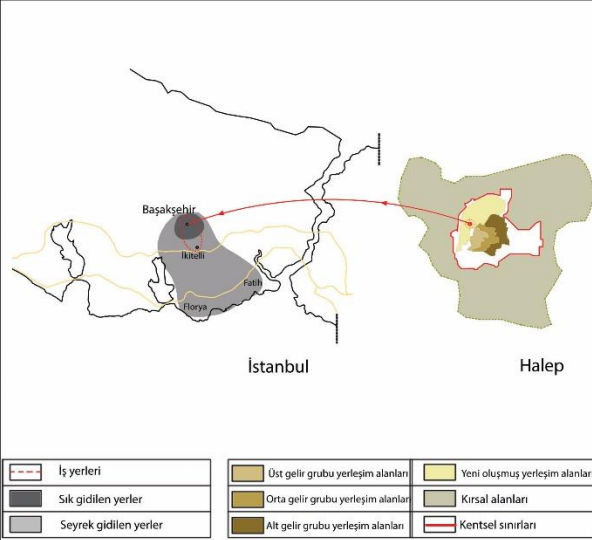 Başakşehir
İkitelli
Fatih
Florya
İstanbul
Halep
İş yerleri
Sık gidilen yerler
Seyrek gidilen yerler
Üst gelir grubu yerleşim alanları
Orta gelir grubu yerleşim alanları
Alt gelir grubu yerleşim alanları
Yeni oluşmuş yerleşim alanları
Kırsal alanları
Kentsel sınırları